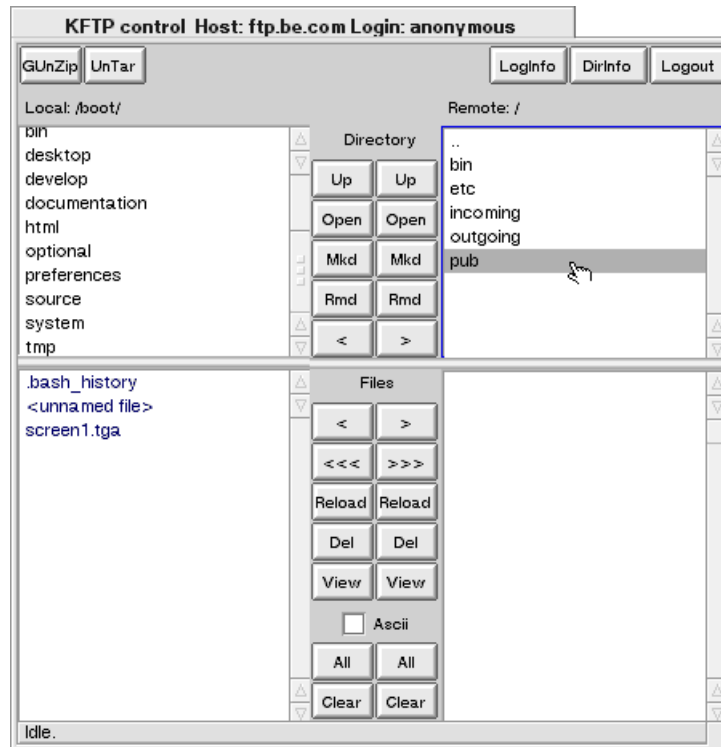 KFTP control Host: ftp.be.com Login: anonymous
GUnZip UnTar LogInfo DirInfo Logout
Local: /boot/ Remote: /
bin
desktop
develop
documentation
html
optional
preferences
source
system
tmp
Directory
Up Up
Open Open
Mkd Mkd
Rmd Rmd
< >
..
bin
etc
incoming
outgoing
pub
.bash_history
<unnamed file>
screen1.tga
Files
< >
<<< >>>
Reload Reload
Del Del
View View
Ascii
All All
Clear Clear
Idle.